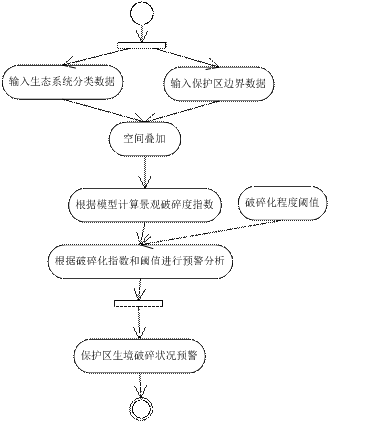 输入生态系统分类数据
输入保护区边界数据
空间叠加
根据模型计算景观破碎度指数
破碎化程度阈值
根据破碎化指数和阈值进行预警分析
保护区生境破碎状况预警